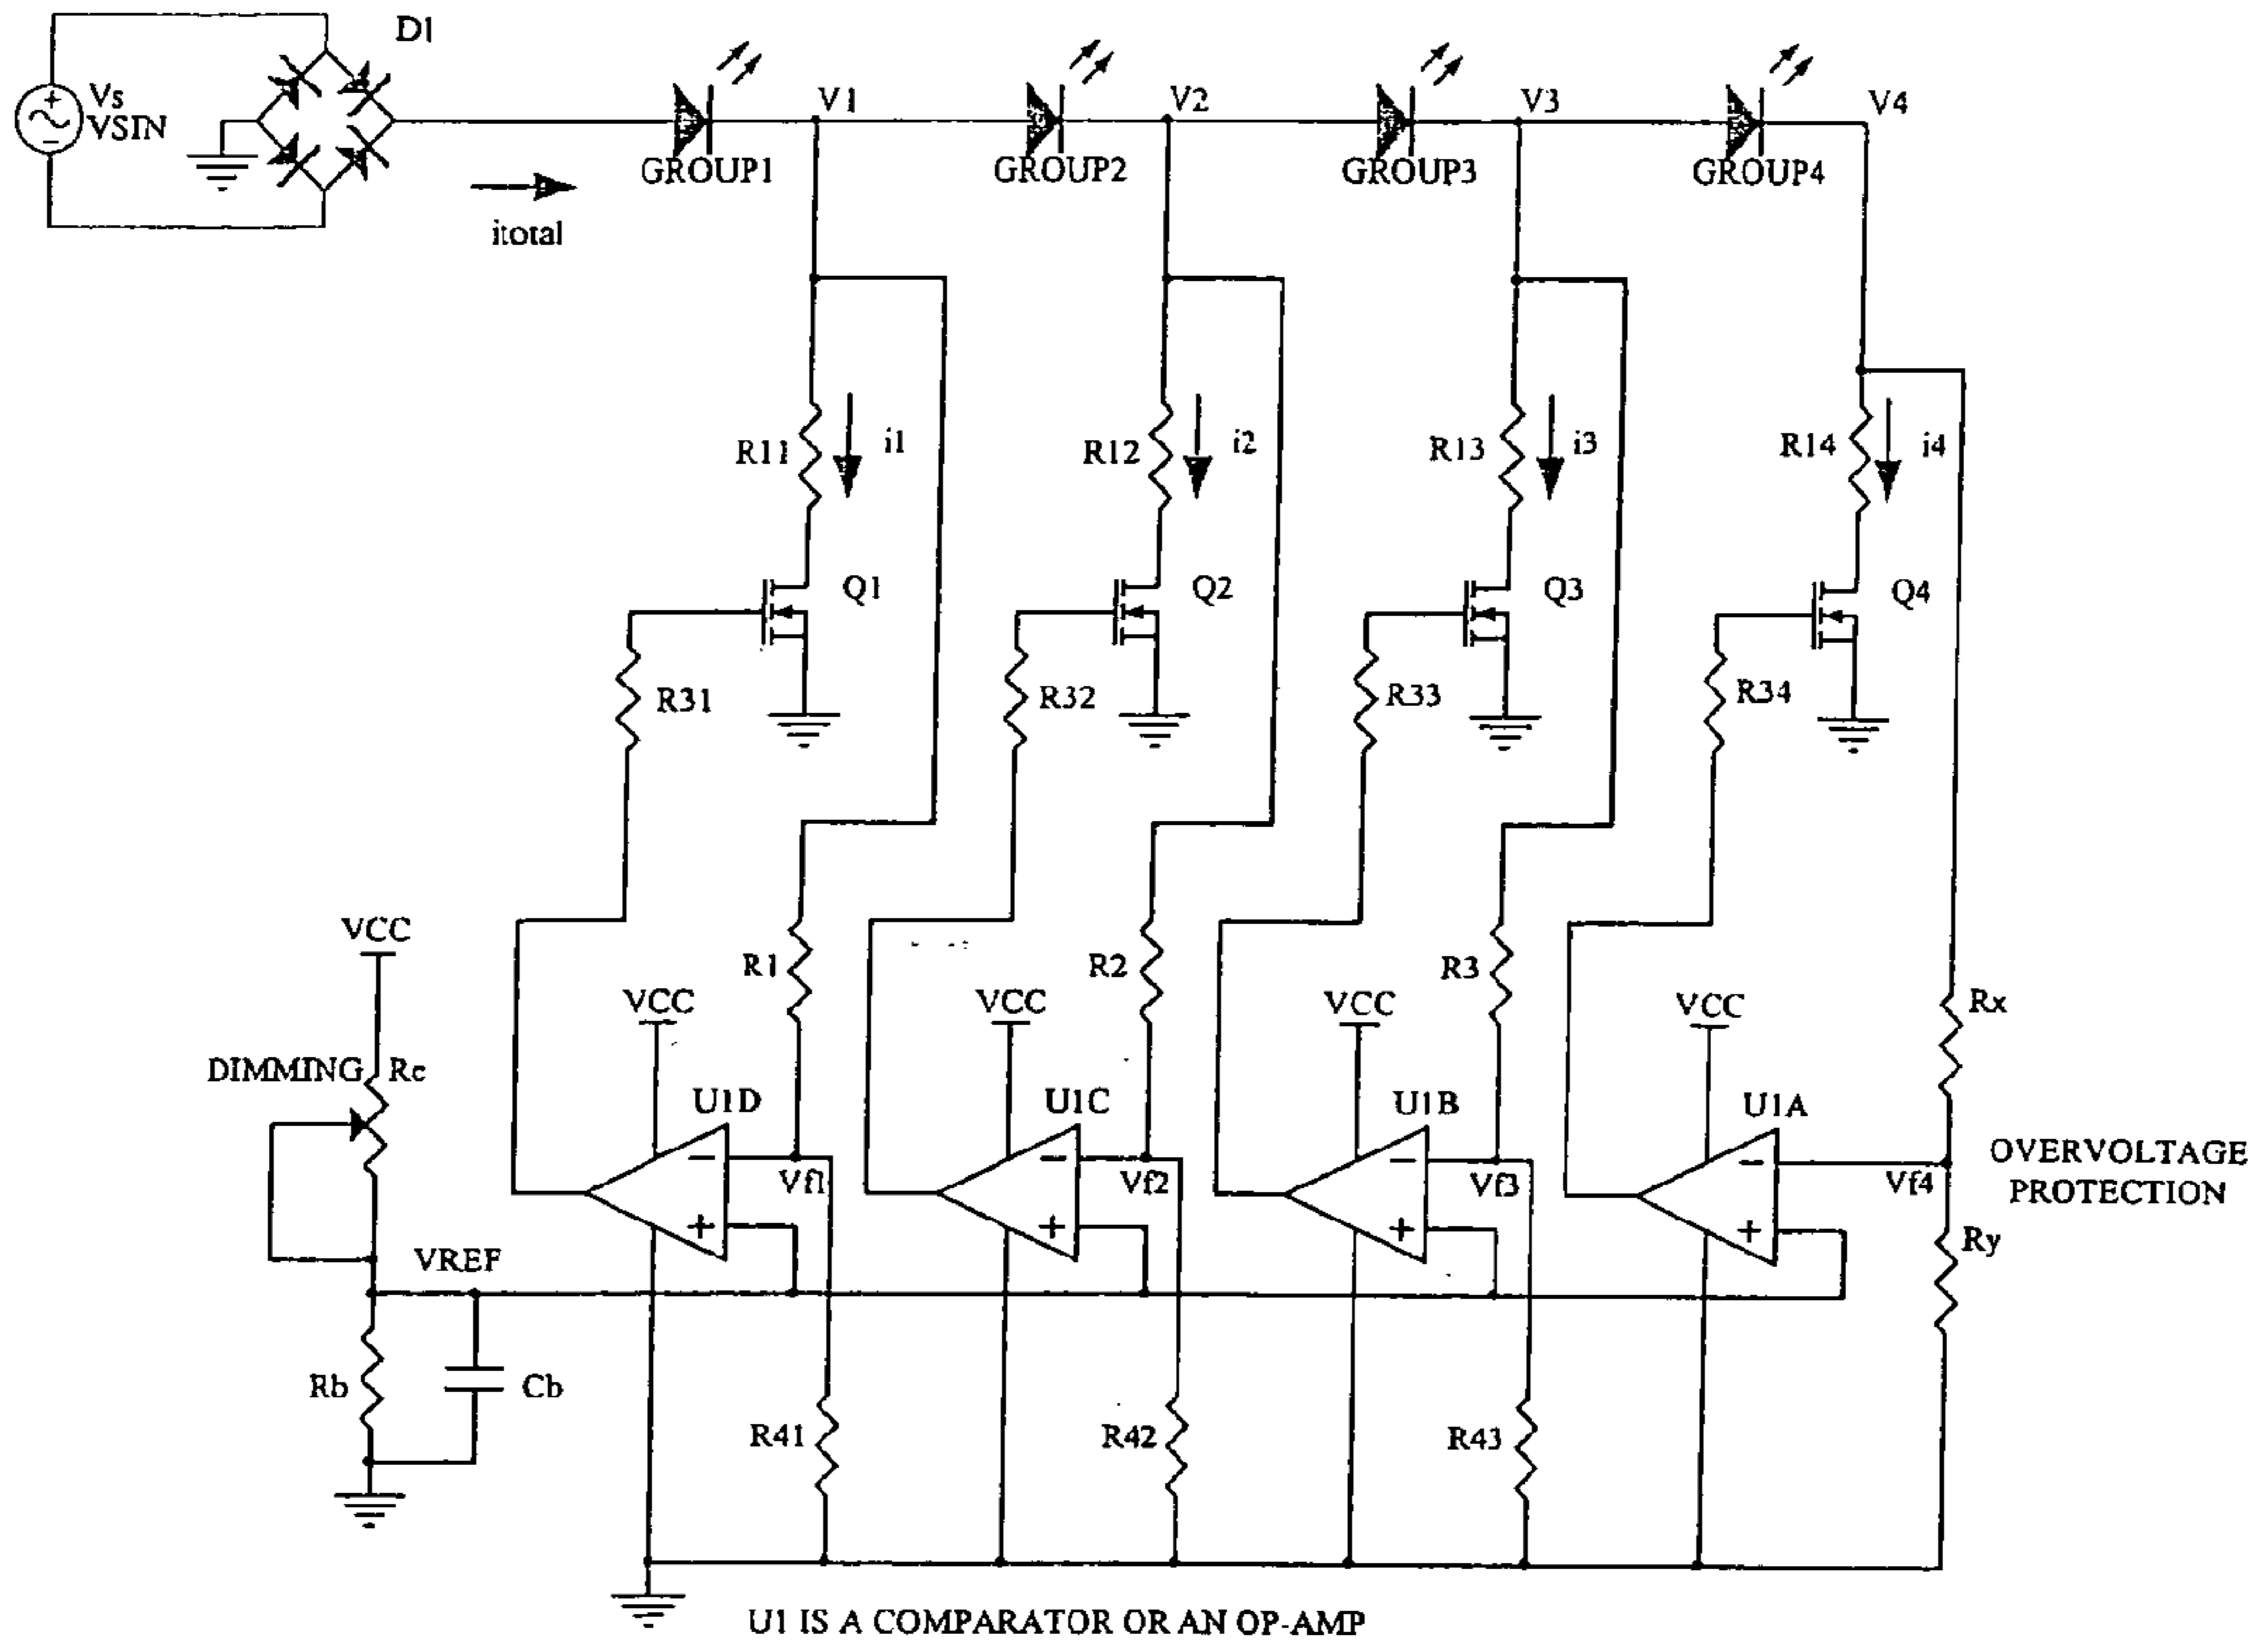 D1
Vs
VSIN
V1
V2
V3
V4
GROUP1
GROUP2
GROUP3
GROUP4
itotal
R11
i1
R12
i2
R13
i3
R14
i4
Q1
Q2
Q3
Q4
R31
R32
R33
R34
VCC
R1
R2
R3
VCC
VCC
VCC
VCC
Rx
DIMMING
Rc
U1D
U1C
U1B
U1A
−
−
−
−
Vf1
Vf2
Vf3
Vf4
OVERVOLTAGE
PROTECTION
+
+
+
+
Ry
VREF
Rb
Cb
R41
R42
R43
U1 IS A COMPARATOR OR AN OP-AMP